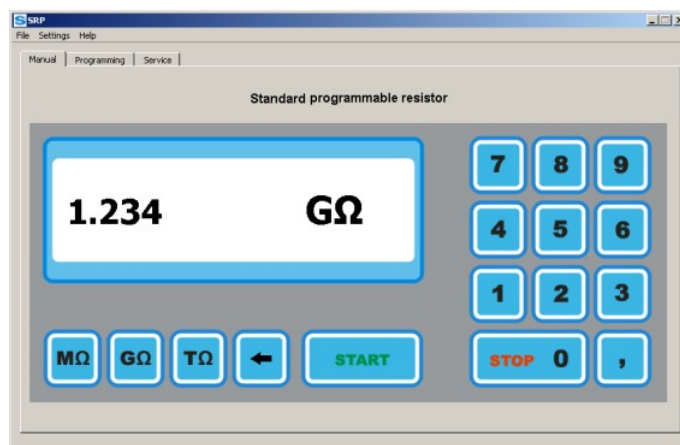 SRP
File Settings Help
Manual Programming Service
Standard programmable resistor
1.234 GΩ
7 8 9
4 5 6
1 2 3
MΩ GΩ TΩ ← START STOP 0 ,